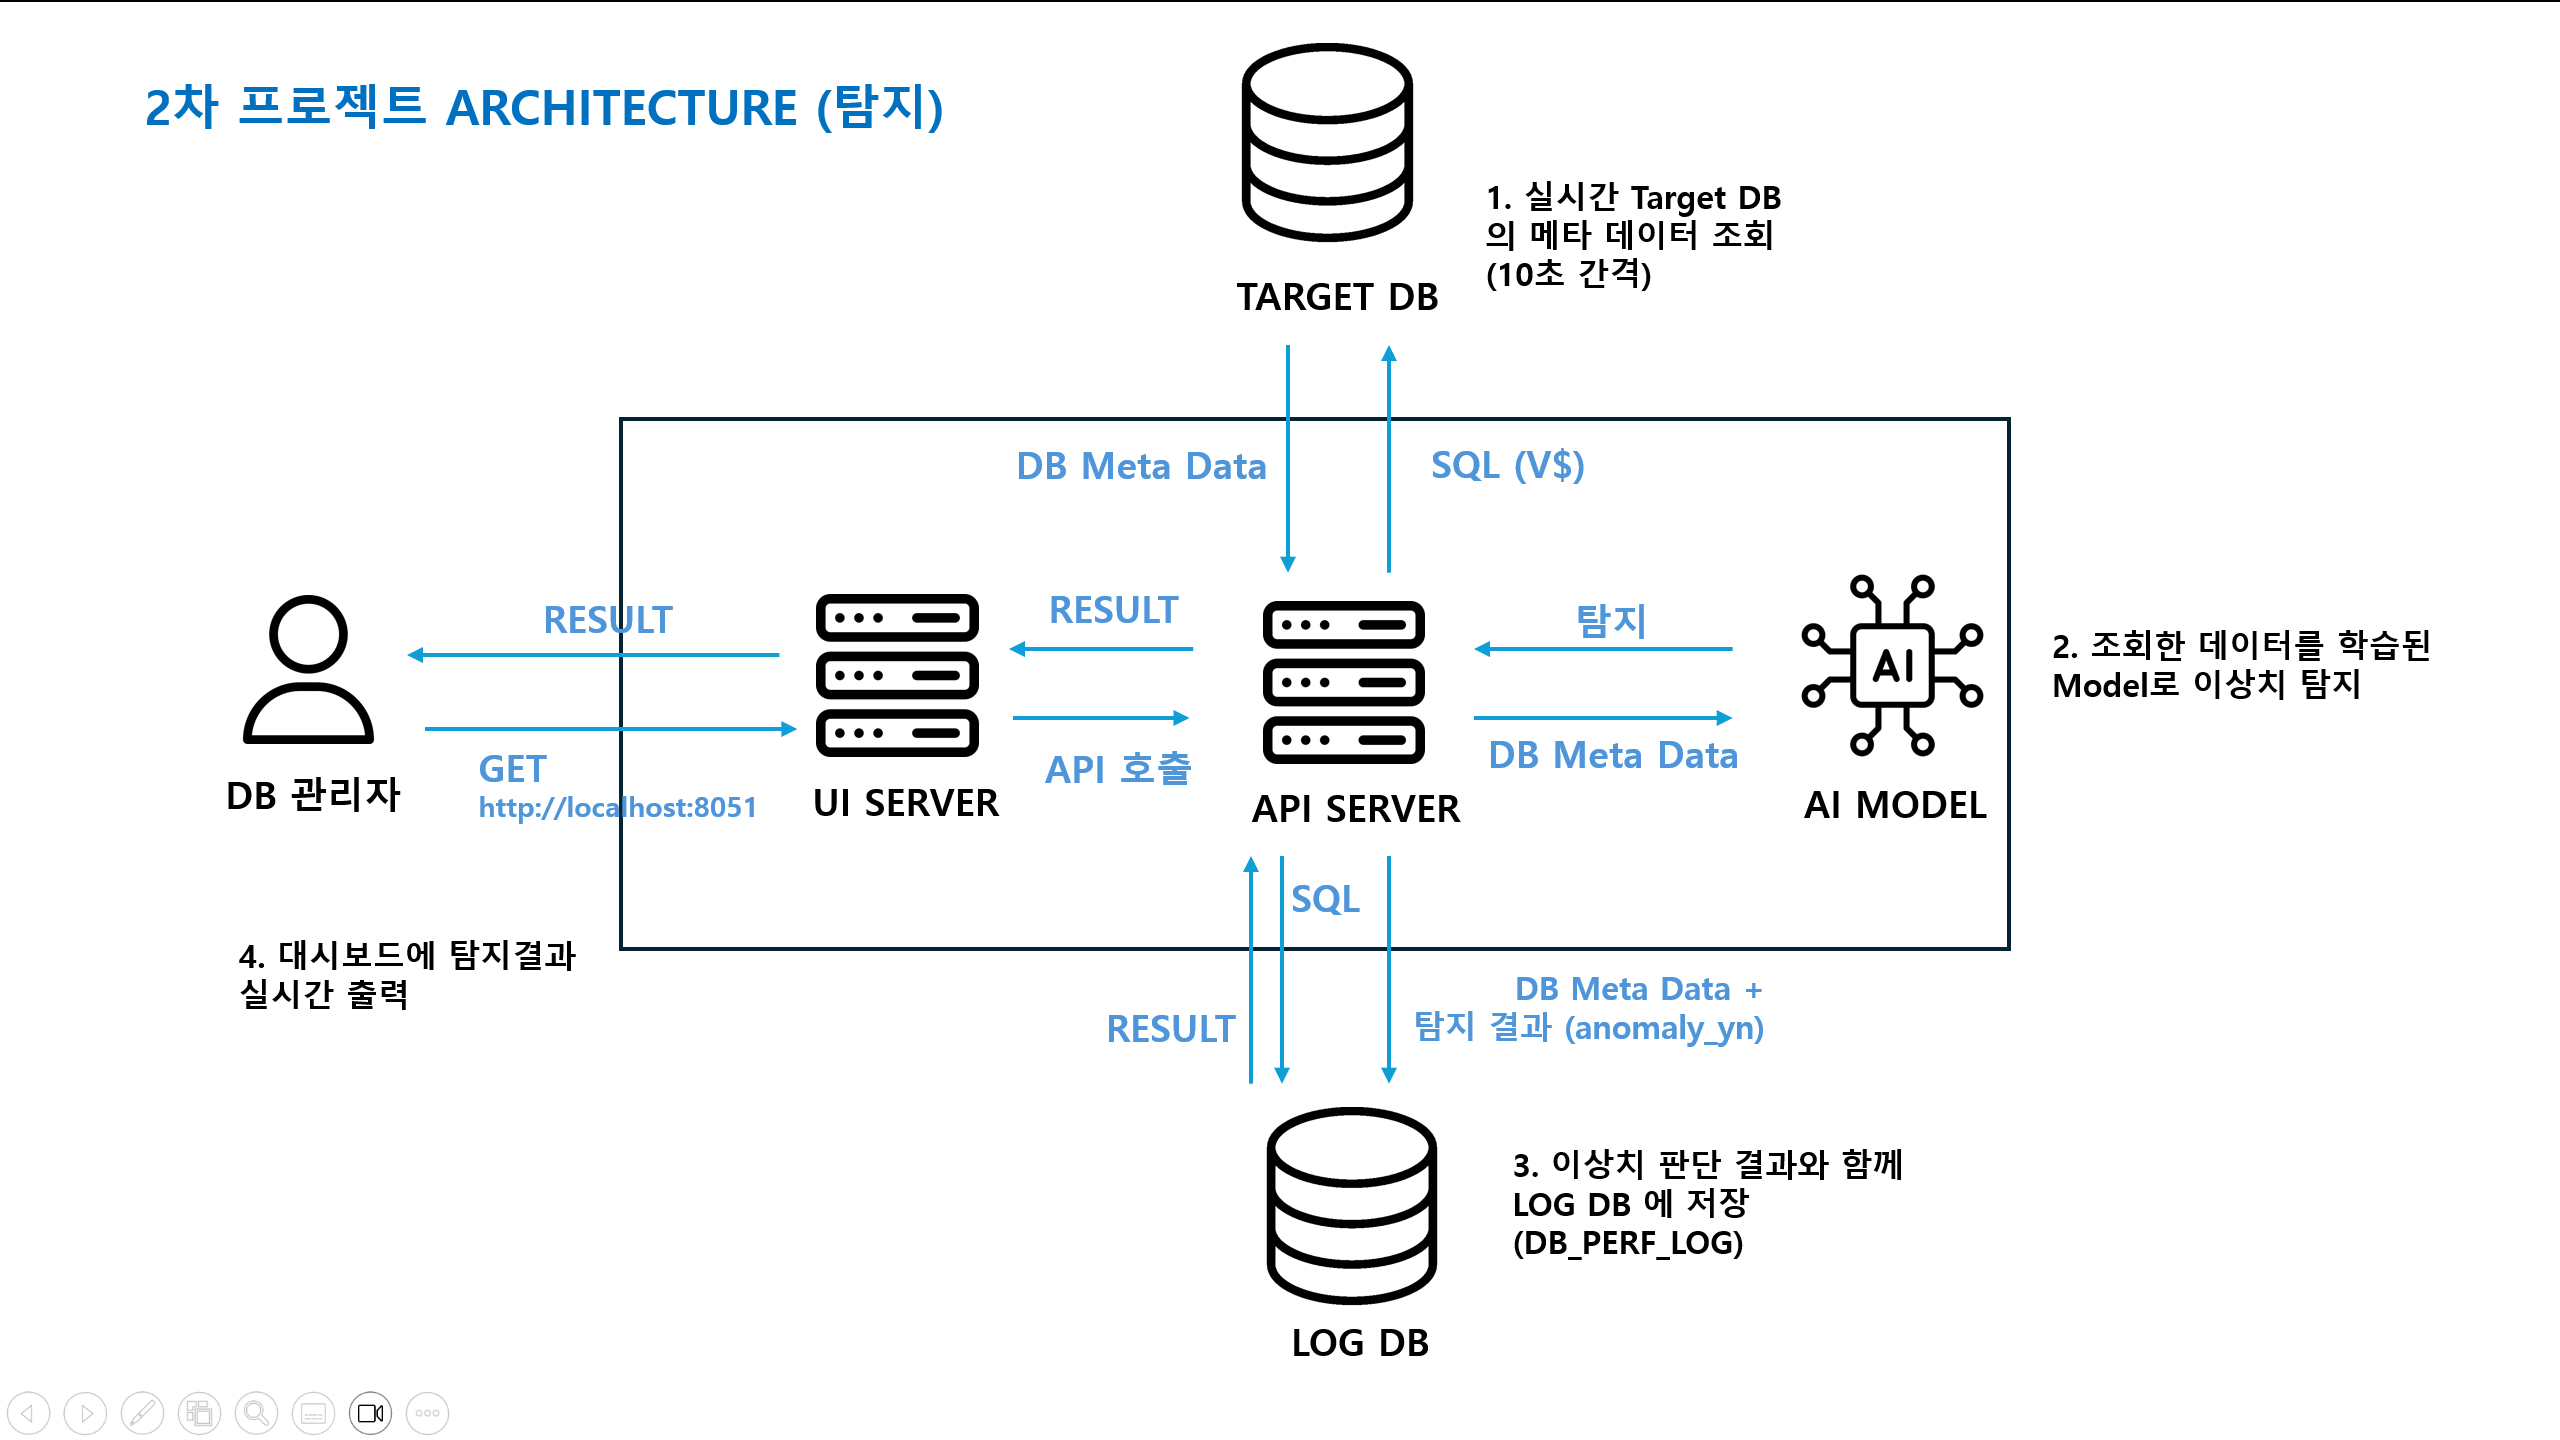 2차 프로젝트 ARCHITECTURE (탐지)
1. 실시간 Target DB
의 메타 데이터 조회
(10초 간격)
TARGET DB
DB Meta Data
SQL (V$)
RESULT
RESULT
탐지
AI
2. 조회한 데이터를 학습된
Model로 이상치 탐지
GET
http://localhost:8051
API 호출
DB Meta Data
DB 관리자
UI SERVER
API SERVER
AI MODEL
SQL
4. 대시보드에 탐지결과
실시간 출력
RESULT
DB Meta Data +
탐지 결과 (anomaly_yn)
3. 이상치 판단 결과와 함께
LOG DB 에 저장
(DB_PERF_LOG)
LOG DB